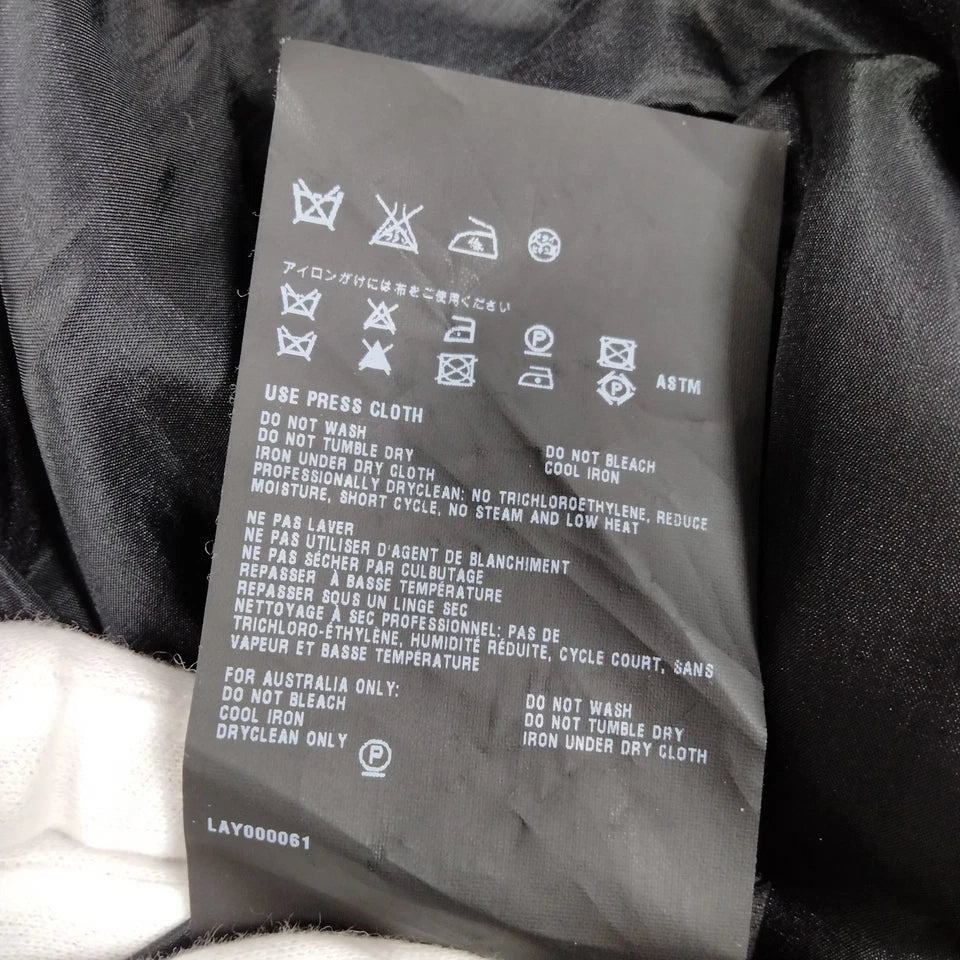 アイロンがけには布をご使用ください
P
P ASTM
USE PRESS CLOTH
DO NOT WASH
DO NOT TUMBLE DRY DO NOT BLEACH
IRON UNDER DRY CLOTH COOL IRON
PROFESSIONALLY DRYCLEAN: NO TRICHLOROETHYLENE, REDUCE
MOISTURE, SHORT CYCLE, NO STEAM AND LOW HEAT
NE PAS LAVER
NE PAS UTILISER D'AGENT DE BLANCHIMENT
NE PAS SÉCHER PAR CULBUTAGE
REPASSER À BASSE TEMPÉRATURE
REPASSER SOUS UN LINGE SEC
NETTOYAGE À SEC PROFESSIONNEL: PAS DE
TRICHLORO-ÉTHYLÈNE, HUMIDITÉ RÉDUITE, CYCLE COURT, SANS
VAPEUR ET BASSE TEMPÉRATURE
FOR AUSTRALIA ONLY:
DO NOT BLEACH DO NOT WASH
COOL IRON DO NOT TUMBLE DRY
DRYCLEAN ONLY P IRON UNDER DRY CLOTH
LAY000061